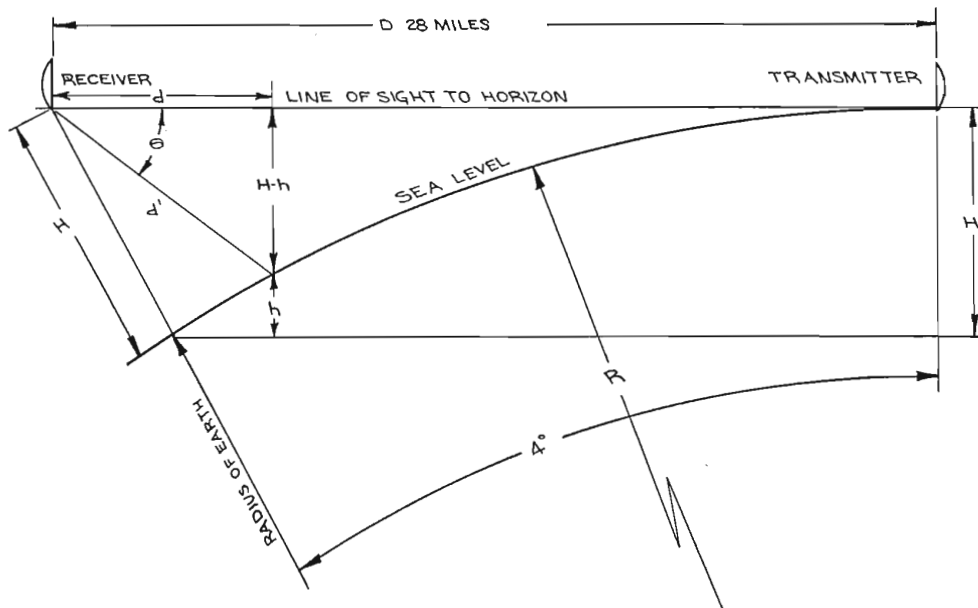 D 28 MILES
RECEIVER
TRANSMITTER
d
LINE OF SIGHT TO HORIZON
θ
H-h
SEA LEVEL
H
d'
H
h
R
RADIUS OF EARTH
4°